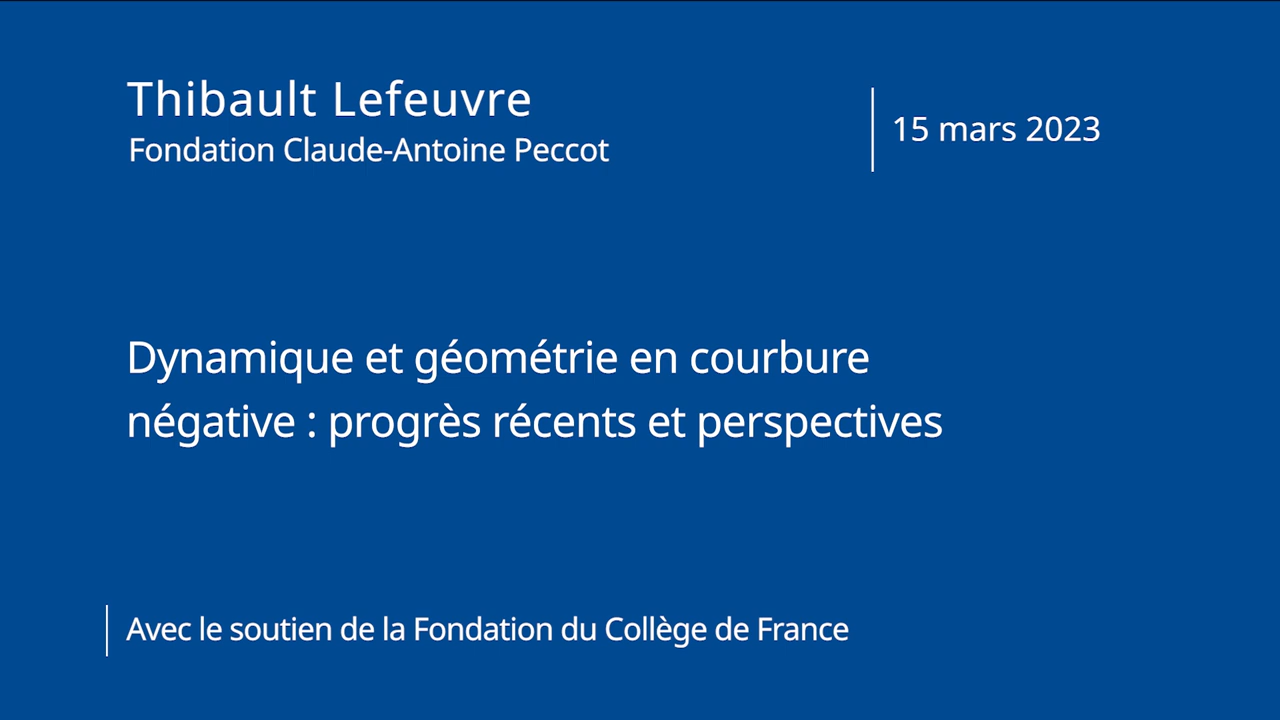 Thibault Lefeuvre
Fondation Claude-Antoine Peccot
15 mars 2023
Dynamique et géométrie en courbure
négative : progrès récents et perspectives
Avec le soutien de la Fondation du Collège de France